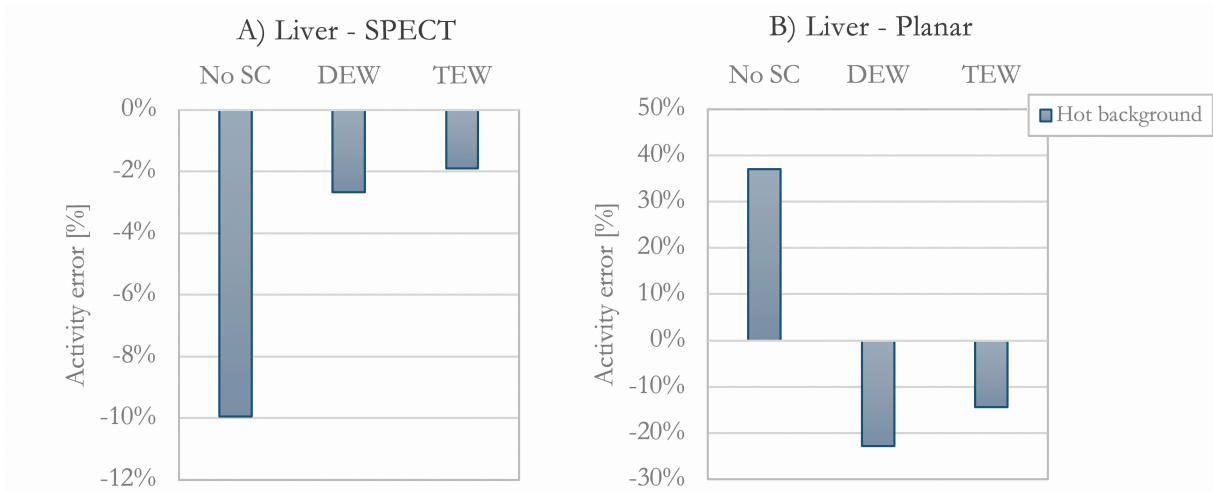 A) Liver - SPECT
No SC DEW TEW
0%
-2%
-4%
-6%
-8%
-10%
-12%
Activity error [%]
B) Liver - Planar
No SC DEW TEW
50%
40%
30%
20%
10%
0%
-10%
-20%
-30%
Activity error [%]
Hot background